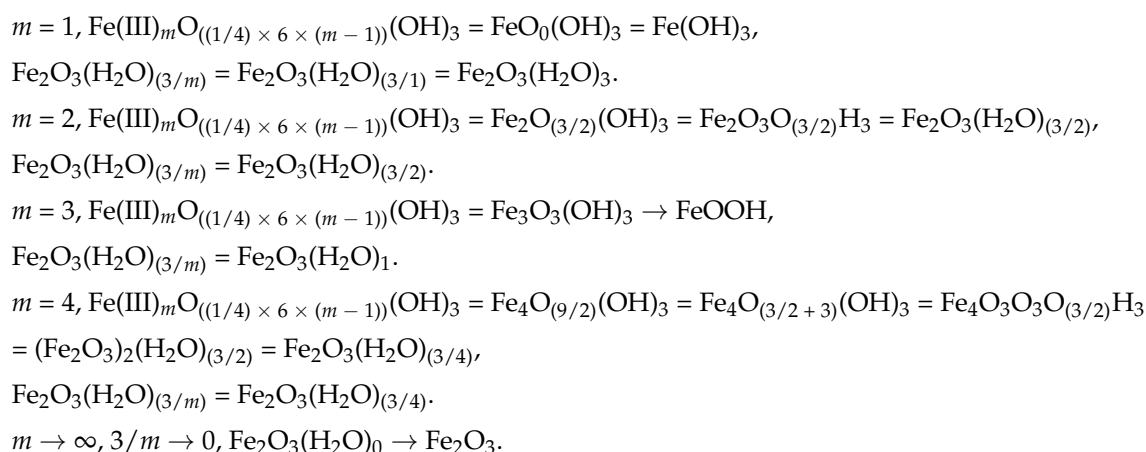 m = 1, Fe(III)ₘO₍₍₁/₄₎ × ₆ × ₍ₘ ₋ ₁₎₎(OH)₃ = FeO₀(OH)₃ = Fe(OH)₃,
Fe₂O₃(H₂O)₍₃/ₘ₎ = Fe₂O₃(H₂O)₍₃/₁₎ = Fe₂O₃(H₂O)₃.
m = 2, Fe(III)ₘO₍₍₁/₄₎ × ₆ × ₍ₘ ₋ ₁₎₎(OH)₃ = Fe₂O₍₃/₂₎(OH)₃ = Fe₂O₃O₍₃/₂₎H₃ = Fe₂O₃(H₂O)₍₃/₂₎,
Fe₂O₃(H₂O)₍₃/ₘ₎ = Fe₂O₃(H₂O)₍₃/₂₎.
m = 3, Fe(III)ₘO₍₍₁/₄₎ × ₆ × ₍ₘ ₋ ₁₎₎(OH)₃ = Fe₃O₃(OH)₃ → FeOOH,
Fe₂O₃(H₂O)₍₃/ₘ₎ = Fe₂O₃(H₂O)₁.
m = 4, Fe(III)ₘO₍₍₁/₄₎ × ₆ × ₍ₘ ₋ ₁₎₎(OH)₃ = Fe₄O₍₉/₂₎(OH)₃ = Fe₄O₍₃/₂ ₊ ₃₎(OH)₃ = Fe₄O₃O₃O₍₃/₂₎H₃
= (Fe₂O₃)₂(H₂O)₍₃/₂₎ = Fe₂O₃(H₂O)₍₃/₄₎,
Fe₂O₃(H₂O)₍₃/ₘ₎ = Fe₂O₃(H₂O)₍₃/₄₎.
m → ∞, 3/m → 0, Fe₂O₃(H₂O)₀ → Fe₂O₃.